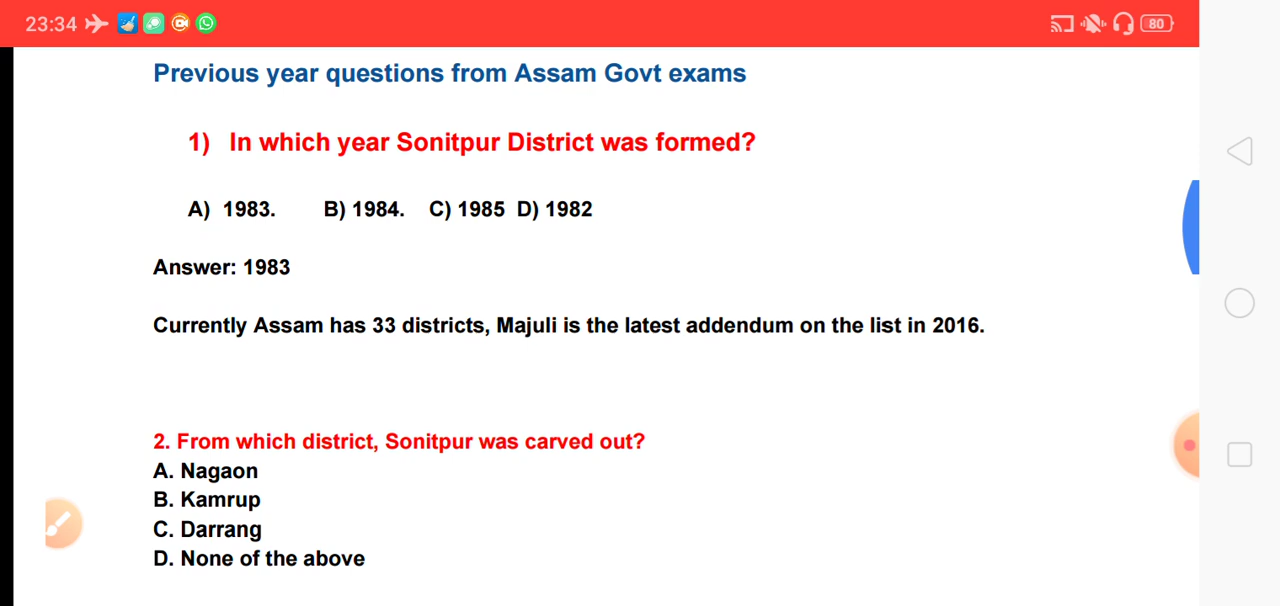 23:34
80
Previous year questions from Assam Govt exams
1) In which year Sonitpur District was formed?
A) 1983. B) 1984. C) 1985 D) 1982
Answer: 1983
Currently Assam has 33 districts, Majuli is the latest addendum on the list in 2016.
2. From which district, Sonitpur was carved out?
A. Nagaon
B. Kamrup
C. Darrang
D. None of the above